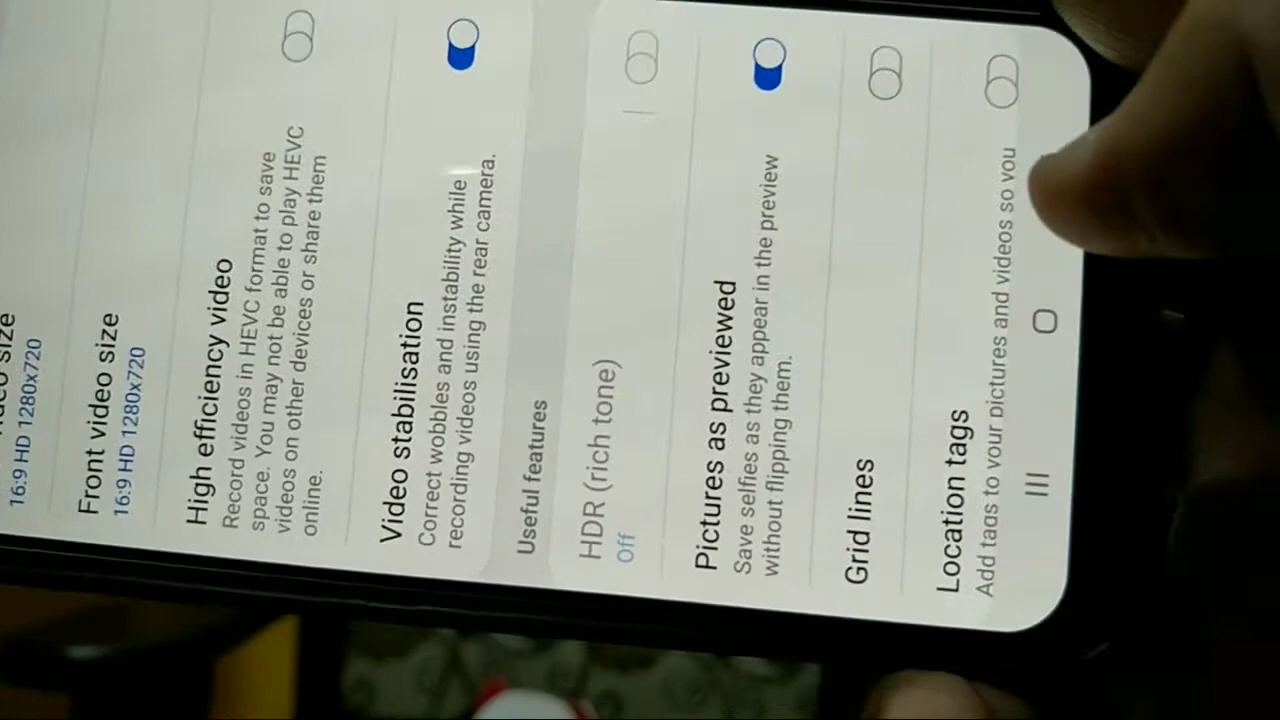 size
16:9 HD 1280x720
Front video size
16:9 HD 1280x720
High efficiency video
Record videos in HEVC format to save
space. You may not be able to play HEVC
videos on other devices or share them
online.
Video stabilisation
Correct wobbles and instability while
recording videos using the rear camera.
Useful features
HDR (rich tone)
Off
Pictures as previewed
Save selfies as they appear in the preview
without flipping them.
Grid lines
Location tags
Add tags to your pictures and videos so you